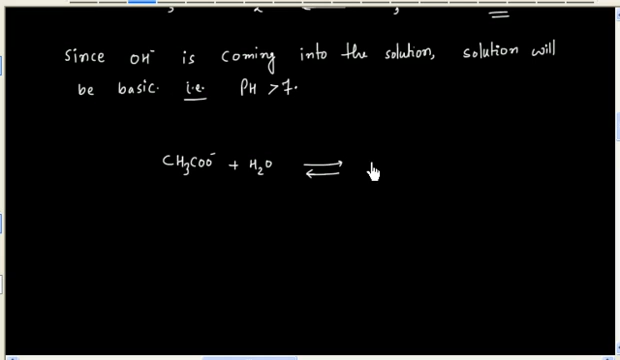 since OH⁻ is coming into the solution, solution will
be basic. i.e. PH > 7.
CH₃COO⁻ + H₂O ⇌